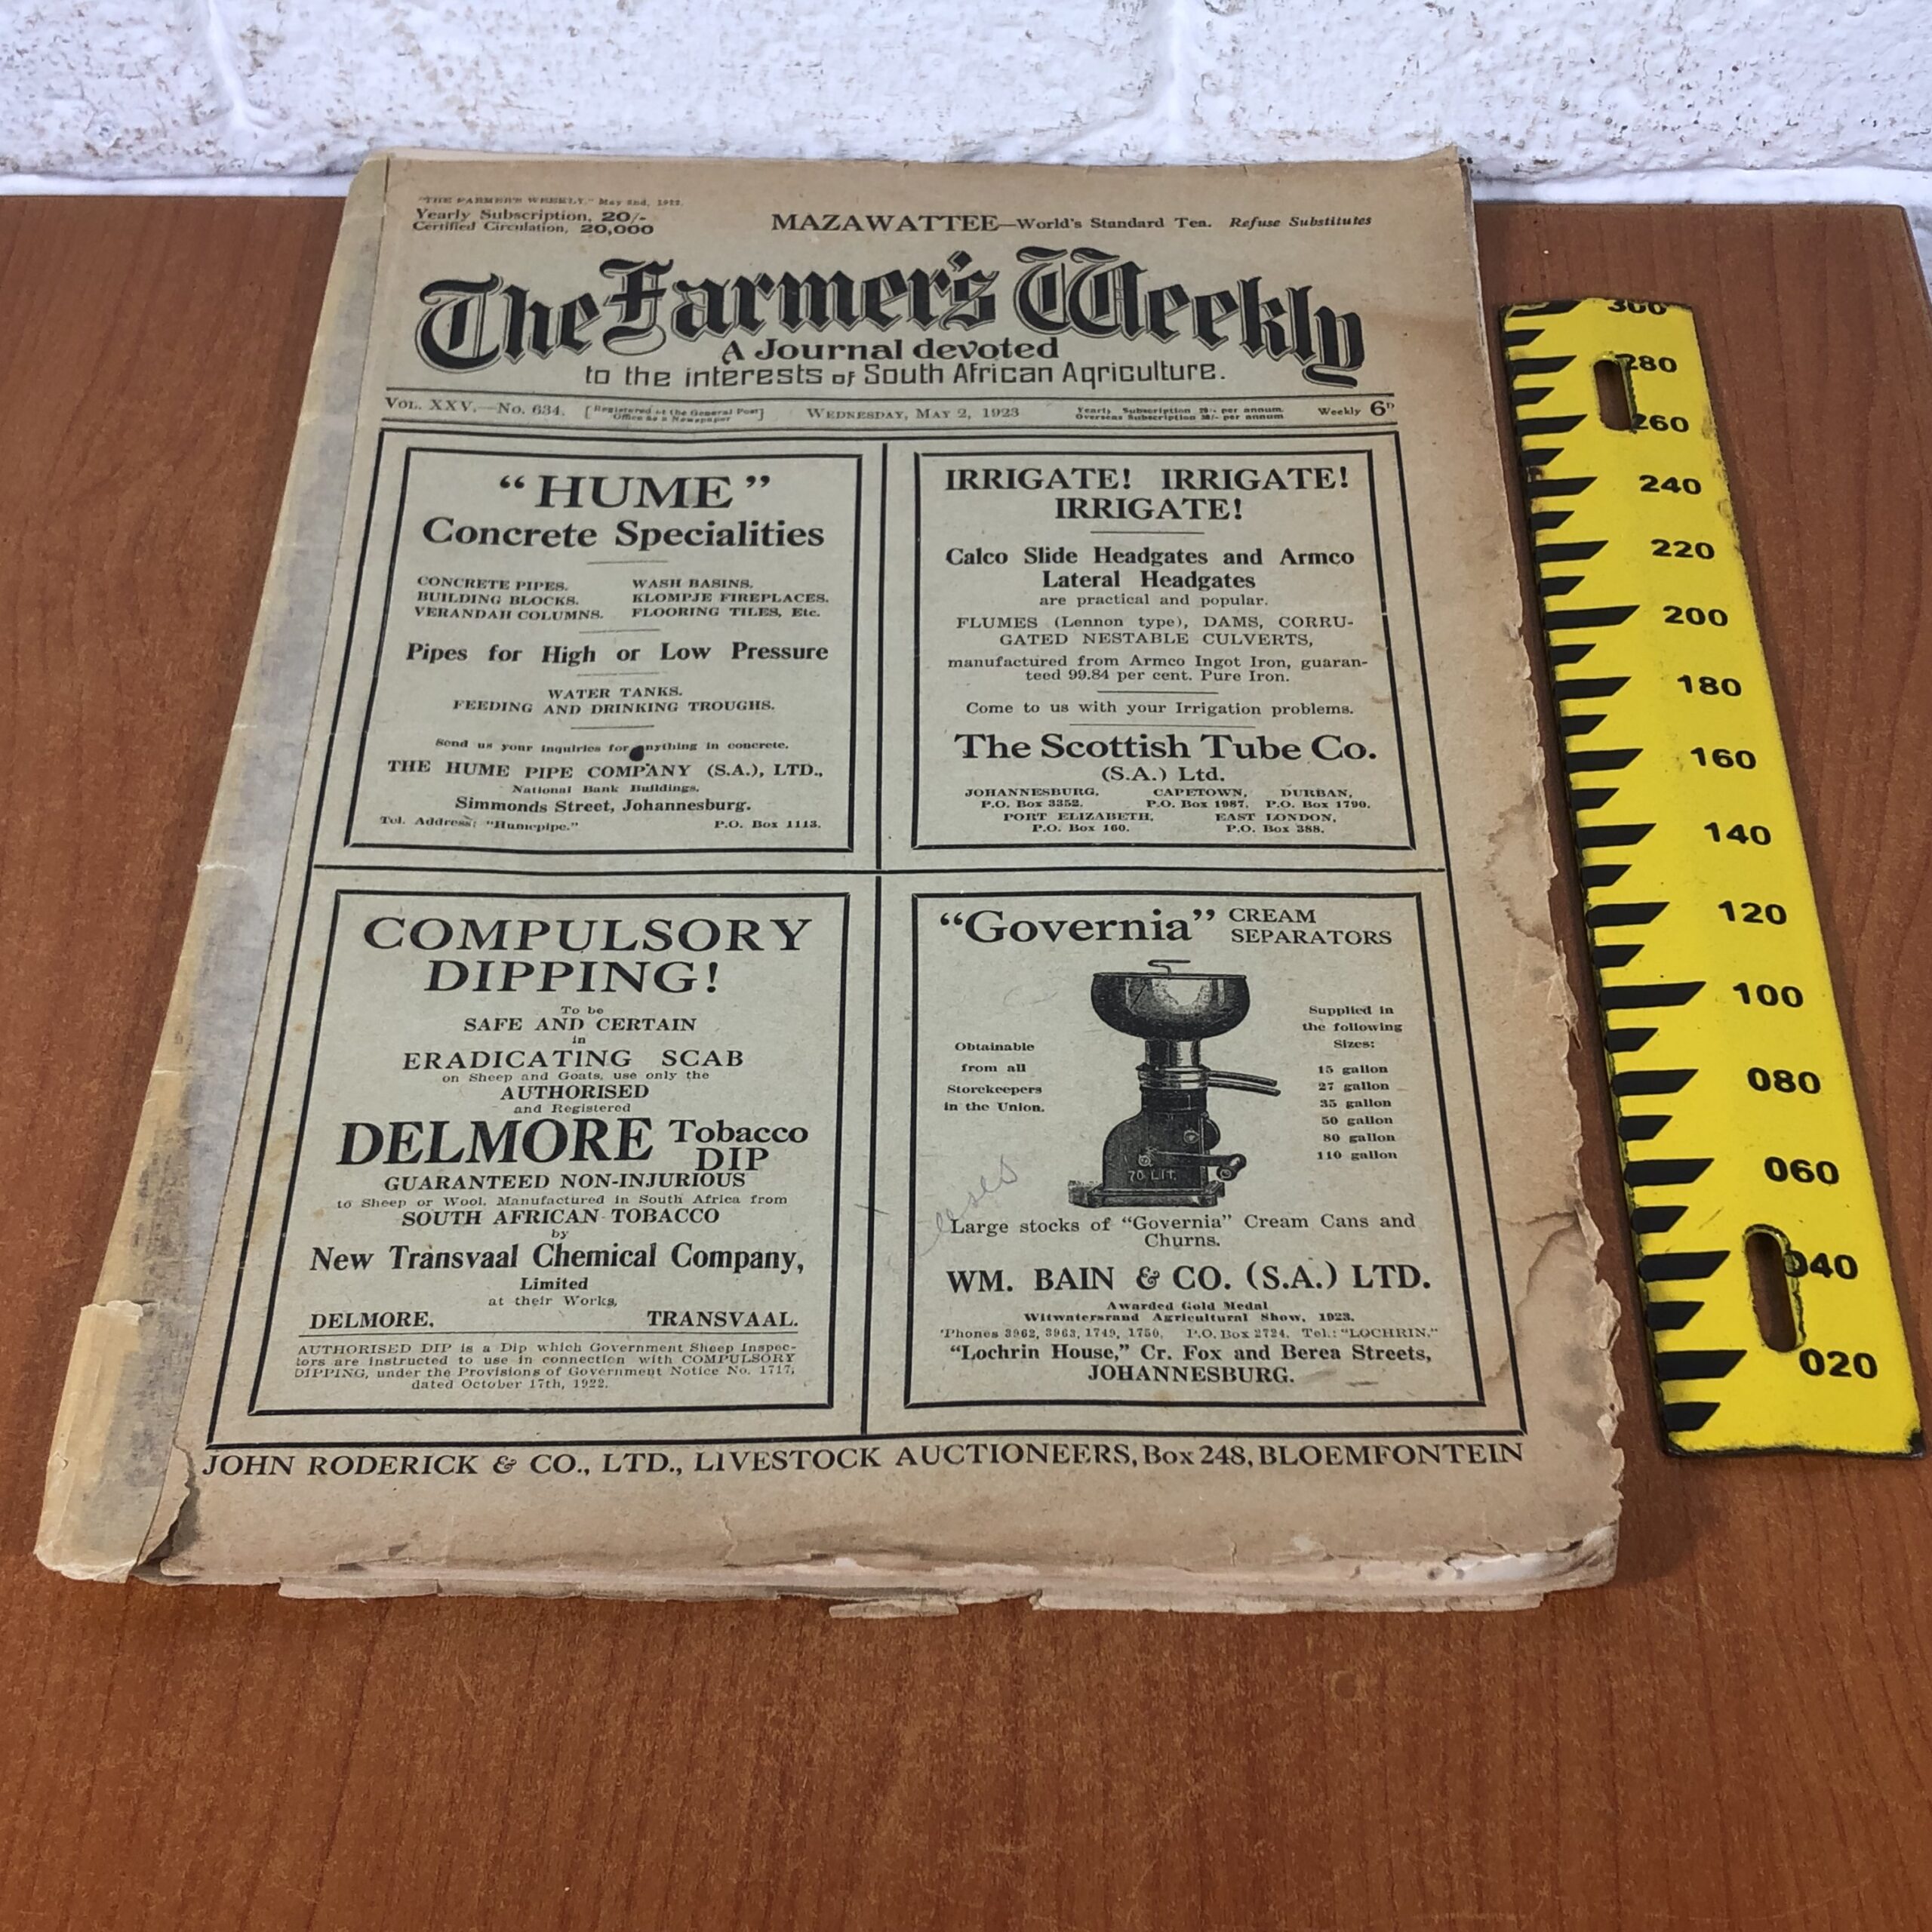 "THE FARMER'S WEEKLY." May 2nd, 1923.
Yearly Subscription, 20/-
Certified Circulation, 20,000
MAZAWATTEE—World's Standard Tea. Refuse Substitutes
The Farmer's Weekly
A Journal devoted
to the interests of South African Agriculture.
VOL. XXV.—No. 634. [Registered at the General Post Office as a Newspaper] WEDNESDAY, MAY 2, 1923 Weekly 6D
"HUME"
Concrete Specialities
CONCRETE PIPES. WASH BASINS.
BUILDING BLOCKS. KLOMPJE FIREPLACES.
VERANDAH COLUMNS. FLOORING TILES, Etc.
Pipes for High or Low Pressure
WATER TANKS.
FEEDING AND DRINKING TROUGHS.
Send us your inquiries for anything in concrete.
THE HUME PIPE COMPANY (S.A.), LTD.,
National Bank Buildings,
Simmonds Street, Johannesburg.
Tel. Address: "Humepipe." P.O. Box 1113.
IRRIGATE! IRRIGATE!
IRRIGATE!
Calco Slide Headgates and Armco
Lateral Headgates
are practical and popular.
FLUMES (Lennon type), DAMS, CORRU-
GATED NESTABLE CULVERTS,
manufactured from Armco Ingot Iron, guaran-
teed 99.84 per cent. Pure Iron.
Come to us with your Irrigation problems.
The Scottish Tube Co.
(S.A.) Ltd.
JOHANNESBURG, CAPETOWN, DURBAN,
P.O. Box 3352. P.O. Box 1987. P.O. Box 1790.
PORT ELIZABETH, EAST LONDON,
P.O. Box 160. P.O. Box 388.
COMPULSORY
DIPPING!
To be
SAFE AND CERTAIN
in
ERADICATING SCAB
on Sheep and Goats, use only the
AUTHORISED
and Registered
DELMORE Tobacco
DIP
GUARANTEED NON-INJURIOUS
to Sheep or Wool. Manufactured in South Africa from
SOUTH AFRICAN TOBACCO
by
New Transvaal Chemical Company,
Limited
at their Works,
DELMORE, TRANSVAAL.
AUTHORISED DIP is a Dip which Government Sheep Inspec-
tors are instructed to use in connection with COMPULSORY
DIPPING, under the Provisions of Government Notice No. 1717,
dated October 17th, 1922.
"Governia" CREAM
SEPARATORS
Obtainable
from all
Storekeepers
in the Union.
70 LIT.
Supplied in
the following
Sizes:
15 gallon
27 gallon
35 gallon
50 gallon
80 gallon
110 gallon
Large stocks of "Governia" Cream Cans and
Churns.
WM. BAIN & CO. (S.A.) LTD.
Awarded Gold Medal
Witwatersrand Agricultural Show, 1923.
'Phones 3962, 3963, 1749, 1750. P.O. Box 2724. Tel.: "LOCHRIN."
"Lochrin House," Cr. Fox and Berea Streets,
JOHANNESBURG.
JOHN RODERICK & CO., LTD., LIVESTOCK AUCTIONEERS, Box 248, BLOEMFONTEIN
300
280
260
240
220
200
180
160
140
120
100
080
060
040
020